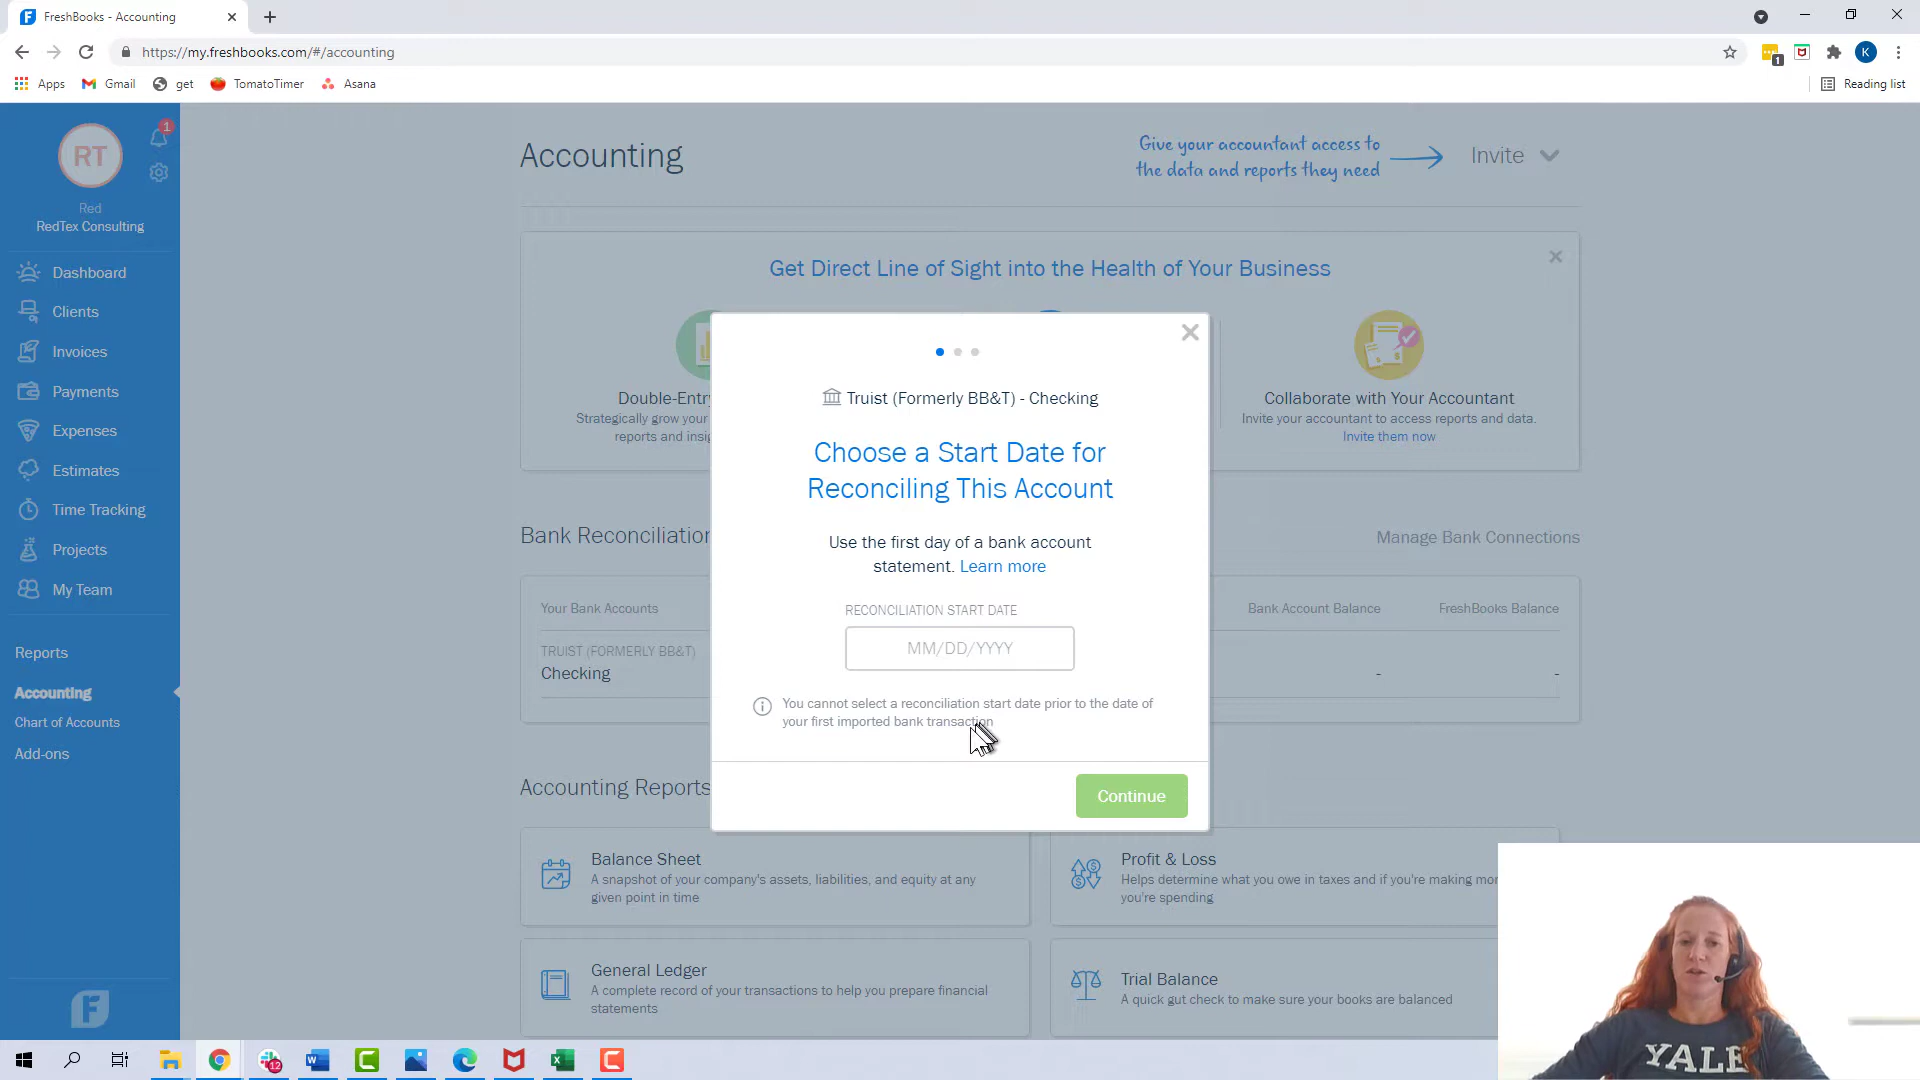 FreshBooks - Accounting
https://my.freshbooks.com/#/accounting
1
Apps
Gmail
get
TomatoTimer
Asana
K
Reading list
RT
1
Red
RedTex Consulting
Dashboard
Clients
Invoices
Payments
Expenses
Estimates
Time Tracking
Projects
My Team
Reports
Accounting
Chart of Accounts
Add-ons
Accounting
Give your accountant access to
the data and reports they need
Invite
Get Direct Line of Sight into the Health of Your Business
Double-Entr
Strategically grow your
reports and insi
Collaborate with Your Accountant
Invite your accountant to access reports and data.
Invite them now
Truist (Formerly BB&T) - Checking
Choose a Start Date for
Reconciling This Account
Use the first day of a bank account
statement. Learn more
RECONCILIATION START DATE
MM/DD/YYYY
You cannot select a reconciliation start date prior to the date of
your first imported bank transaction
Continue
Bank Reconciliation
Manage Bank Connections
Your Bank Accounts
Bank Account Balance
FreshBooks Balance
TRUIST (FORMERLY BB&T)
Checking
-
-
Accounting Reports
Balance Sheet
A snapshot of your company's assets, liabilities, and equity at any
given point in time
Profit & Loss
Helps determine what you owe in taxes and if you're making mor
you're spending
General Ledger
A complete record of your transactions to help you prepare financial
statements
Trial Balance
A quick gut check to make sure your books are balanced
12
YALE